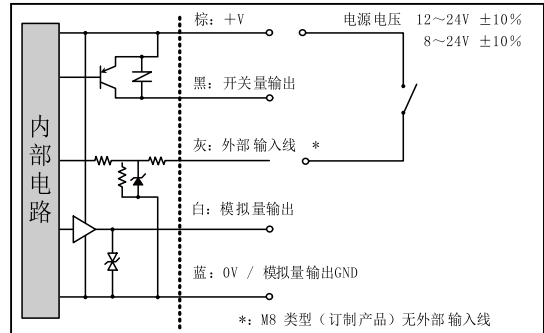 棕: +V
电源电压 12～24V ±10%
8～24V ±10%
黑: 开关量输出
内部电路
灰: 外部输入线 *
白: 模拟量输出
蓝: 0V / 模拟量输出GND
*: M8 类型（订制产品）无外部输入线